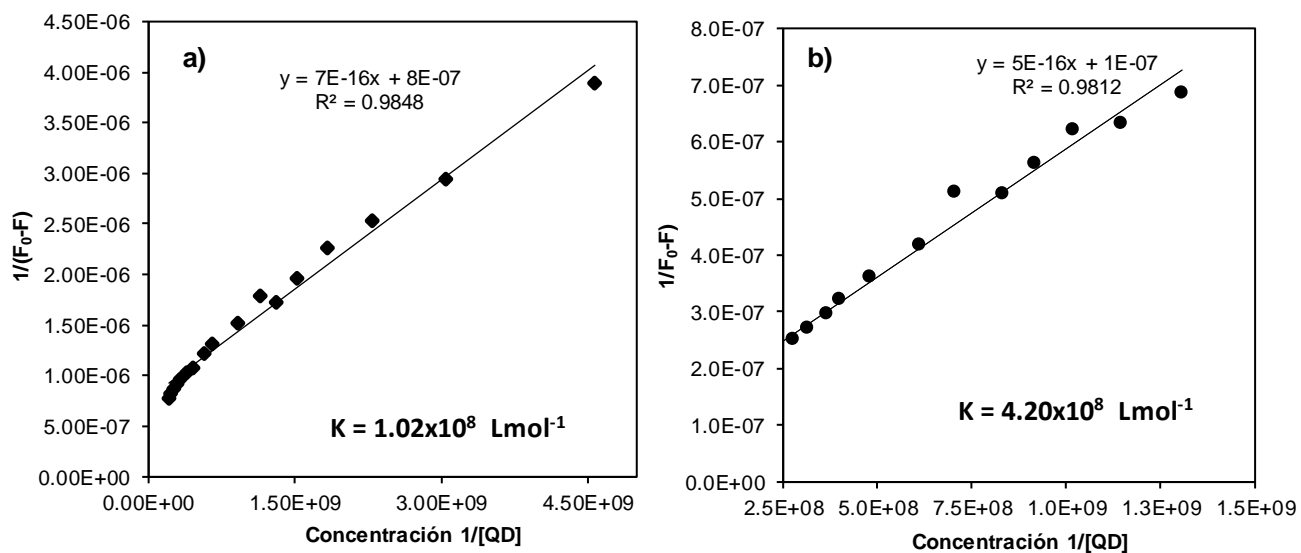 a)
y = 7E-16x + 8E-07
R² = 0.9848
K = 1.02x10⁸ Lmol⁻¹
1/(F₀-F)
4.50E-06
4.00E-06
3.50E-06
3.00E-06
2.50E-06
2.00E-06
1.50E-06
1.00E-06
5.00E-07
0.00E+00
0.00E+00 1.50E+09 3.00E+09 4.50E+09
Concentración 1/[QD]
b)
y = 5E-16x + 1E-07
R² = 0.9812
K = 4.20x10⁸ Lmol⁻¹
1/F₀-F)
8.0E-07
7.0E-07
6.0E-07
5.0E-07
4.0E-07
3.0E-07
2.0E-07
1.0E-07
0.0E+00
2.5E+08 5.0E+08 7.5E+08 1.0E+09 1.3E+09 1.5E+09
Concentración 1/[QD]